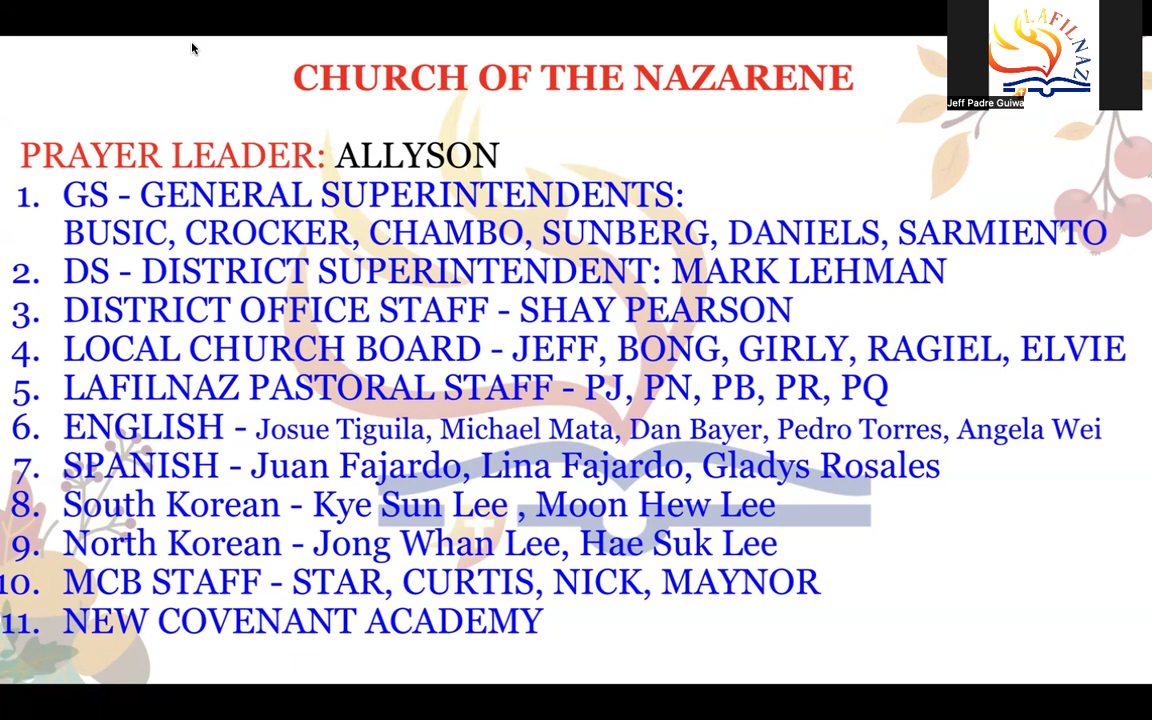 LAFILNAZ
Jeff Padre Guiwa
CHURCH OF THE NAZARENE
PRAYER LEADER: ALLYSON
1. GS - GENERAL SUPERINTENDENTS:
BUSIC, CROCKER, CHAMBO, SUNBERG, DANIELS, SARMIENTO
2. DS - DISTRICT SUPERINTENDENT: MARK LEHMAN
3. DISTRICT OFFICE STAFF - SHAY PEARSON
4. LOCAL CHURCH BOARD - JEFF, BONG, GIRLY, RAGIEL, ELVIE
5. LAFILNAZ PASTORAL STAFF - PJ, PN, PB, PR, PQ
6. ENGLISH - Josue Tiguila, Michael Mata, Dan Bayer, Pedro Torres, Angela Wei
7. SPANISH - Juan Fajardo, Lina Fajardo, Gladys Rosales
8. South Korean - Kye Sun Lee , Moon Hew Lee
9. North Korean - Jong Whan Lee, Hae Suk Lee
10. MCB STAFF - STAR, CURTIS, NICK, MAYNOR
11. NEW COVENANT ACADEMY